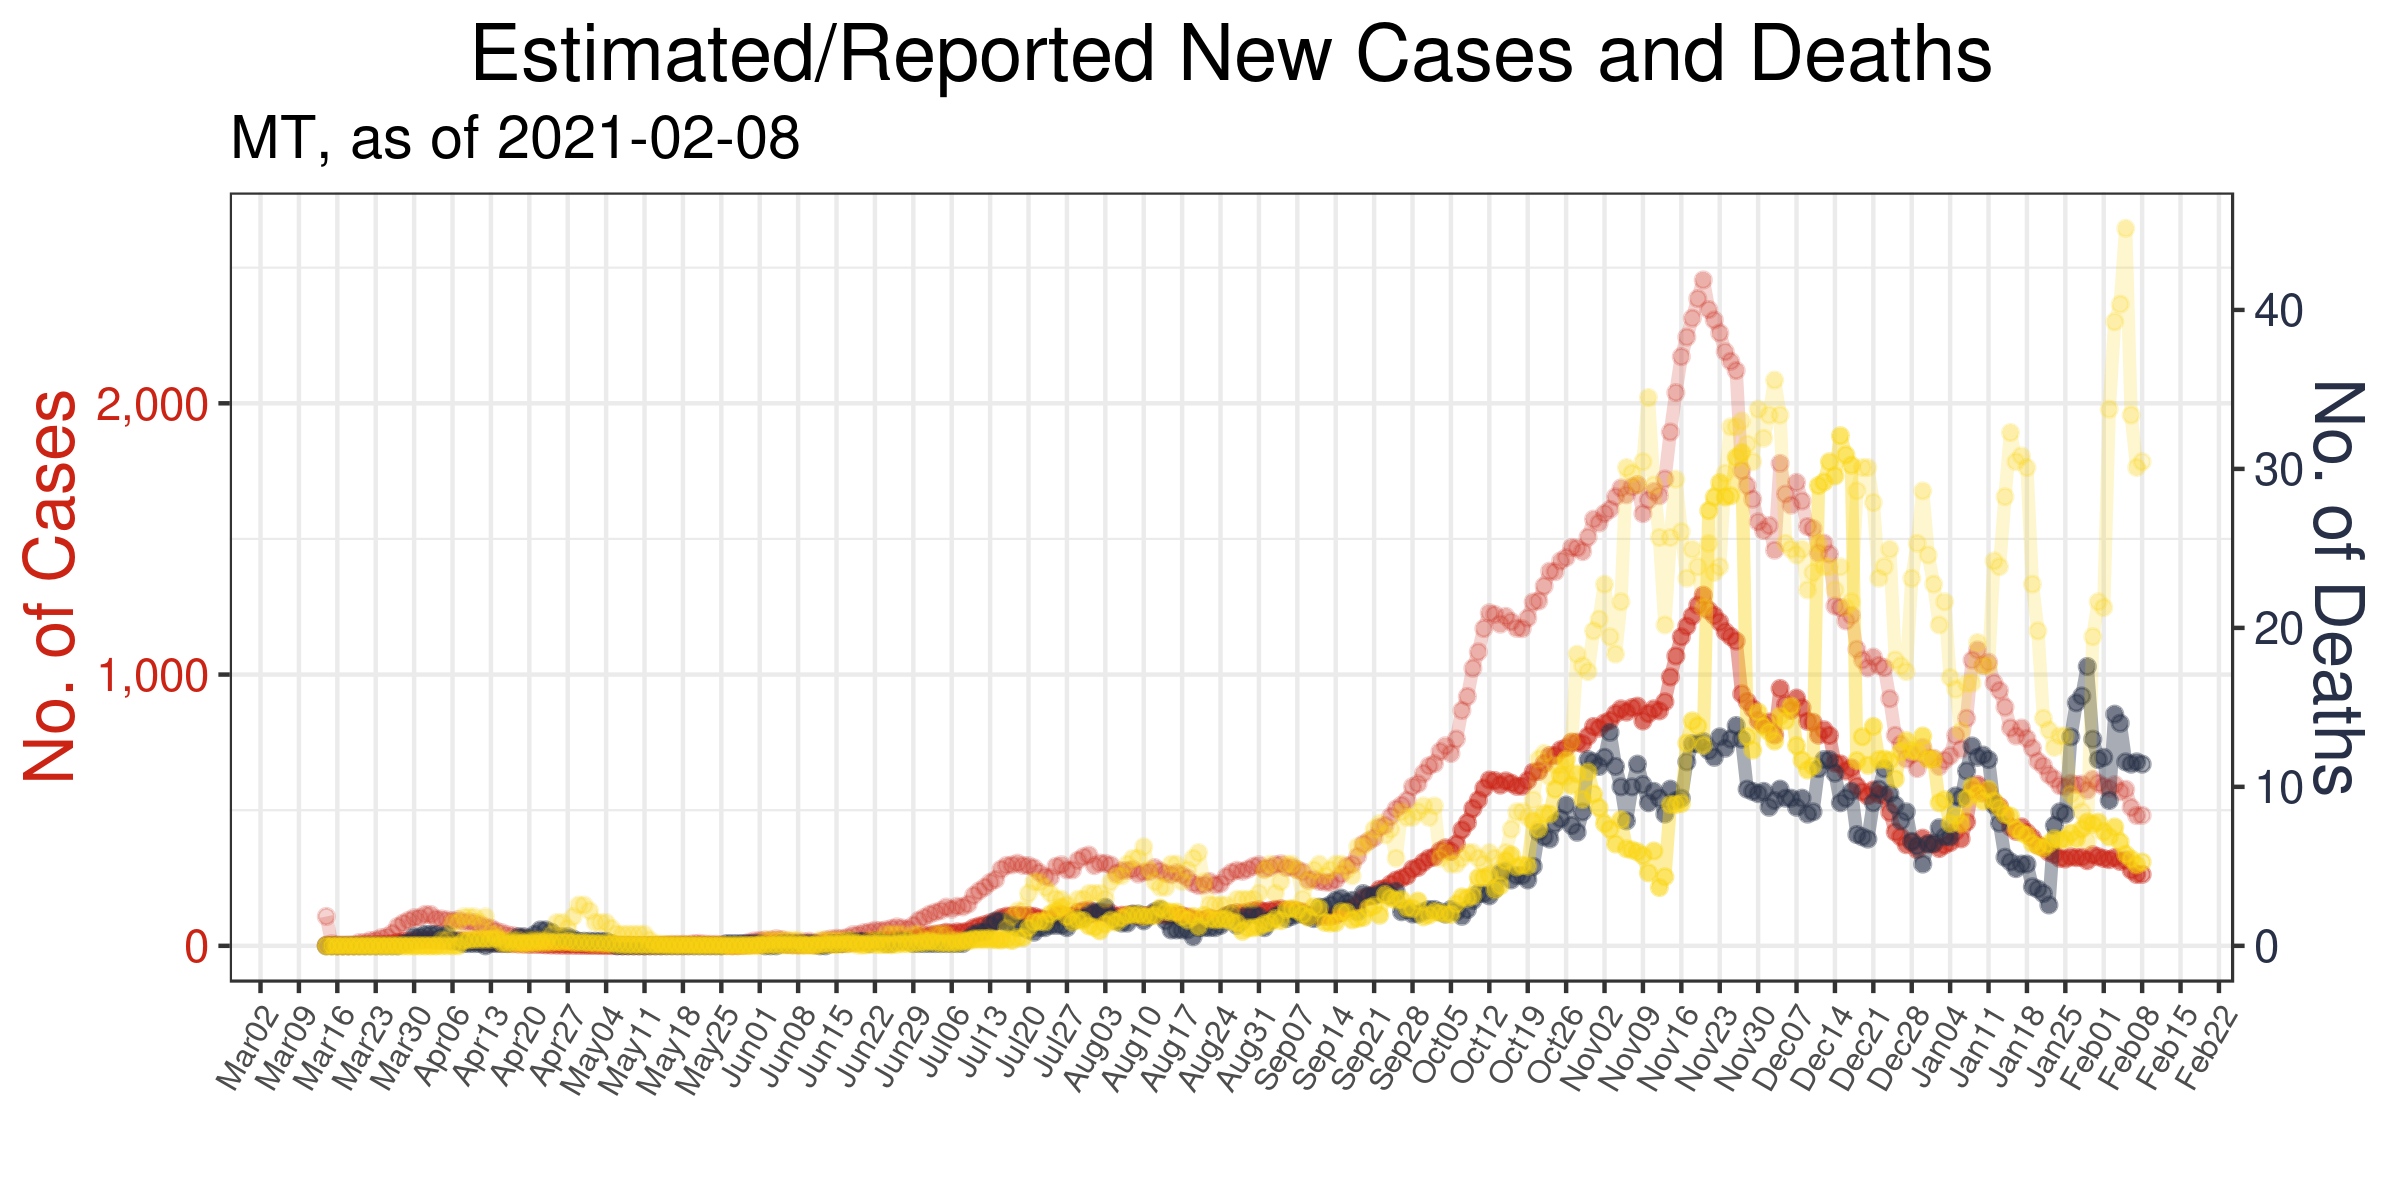 Estimated/Reported New Cases and Deaths
MT, as of 2021-02-08
No. of Cases
2,000
1,000
0
40
30
20
10
0
No. of Deaths
Mar02
Mar09
Mar16
Mar23
Mar30
Apr06
Apr13
Apr20
Apr27
May04
May11
May18
May25
Jun01
Jun08
Jun15
Jun22
Jun29
Jul06
Jul13
Jul20
Jul27
Aug03
Aug10
Aug17
Aug24
Aug31
Sep07
Sep14
Sep21
Sep28
Oct05
Oct12
Oct19
Oct26
Nov02
Nov09
Nov16
Nov23
Nov30
Dec07
Dec14
Dec21
Dec28
Jan04
Jan11
Jan18
Jan25
Feb01
Feb08
Feb15
Feb22